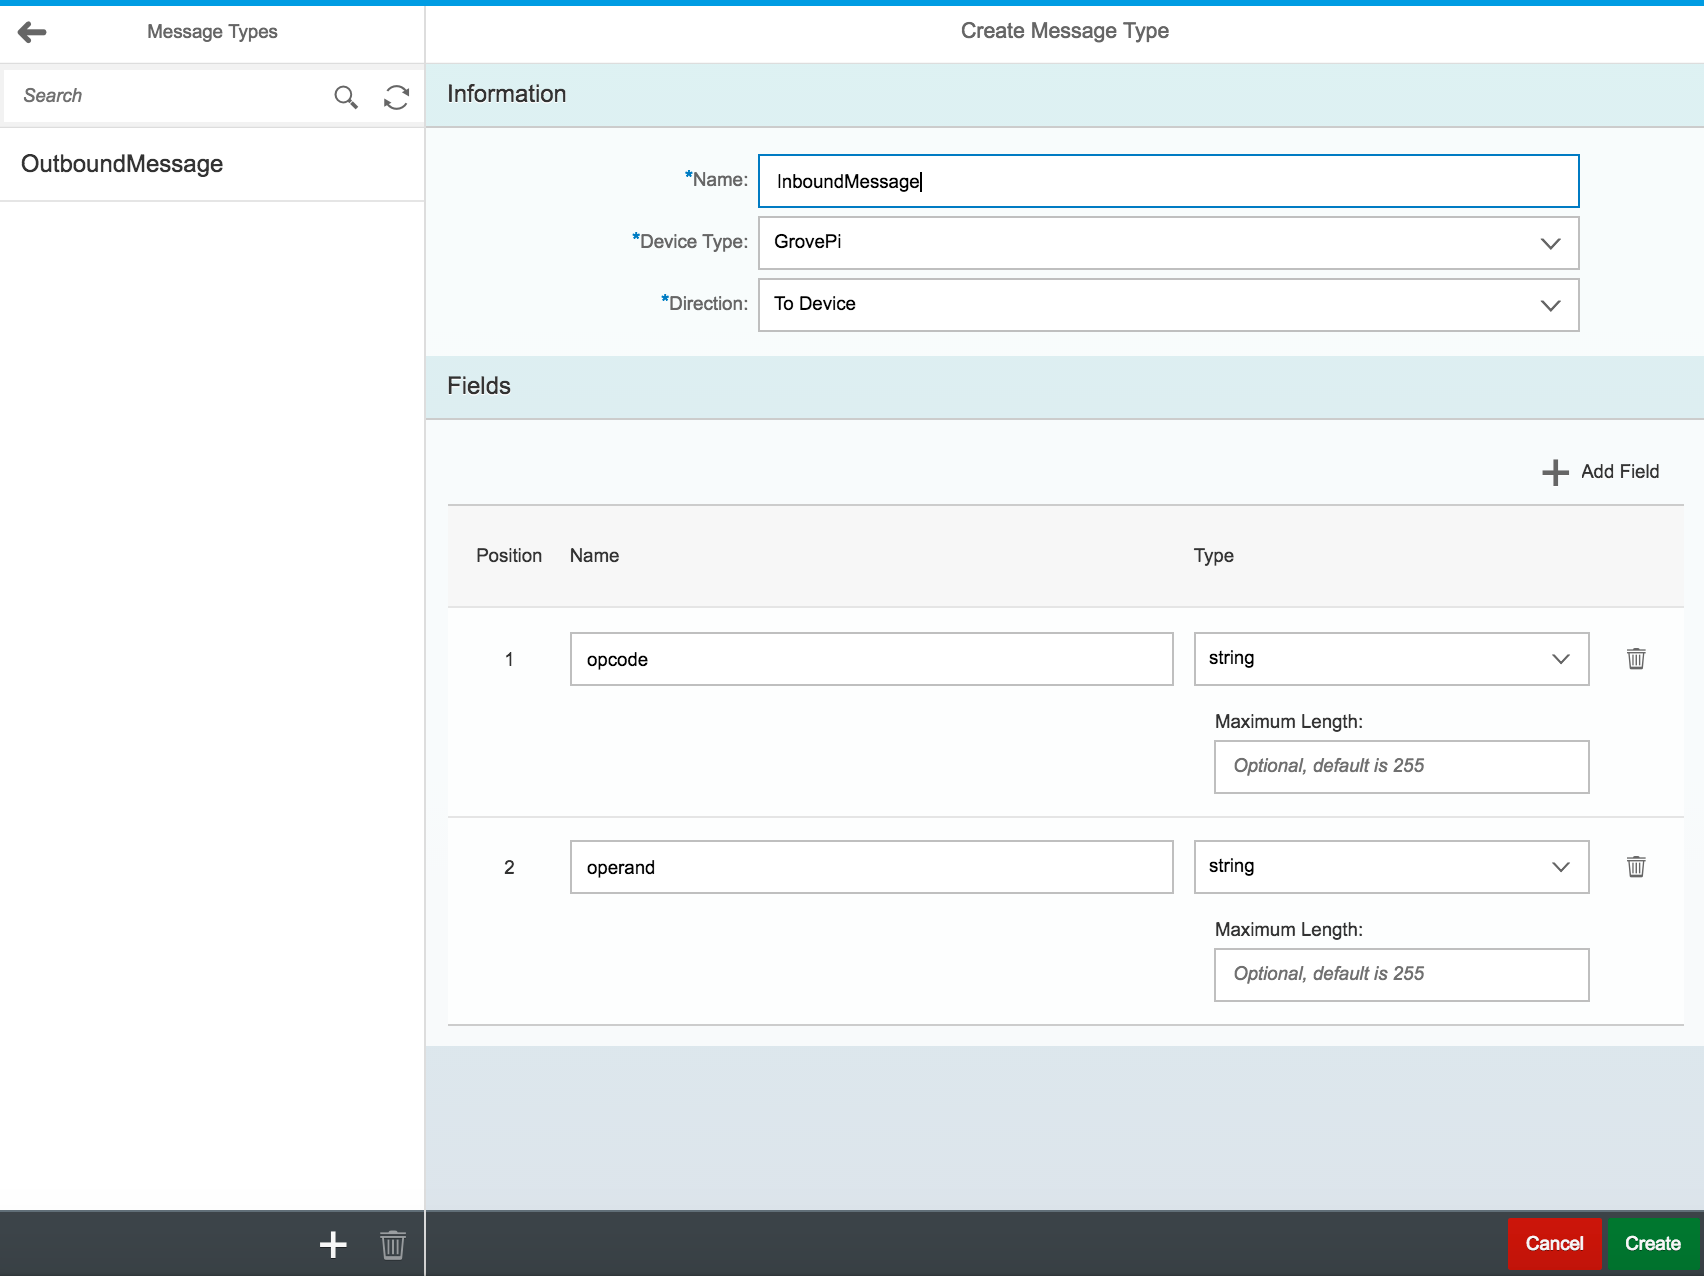 Message Types
Create Message Type
Search
Information
OutboundMessage
*Name: InboundMessage
*Device Type: GrovePi
*Direction: To Device
Fields
Add Field
Position Name Type
1 opcode string
Maximum Length:
Optional, default is 255
2 operand string
Maximum Length:
Optional, default is 255
Cancel Create